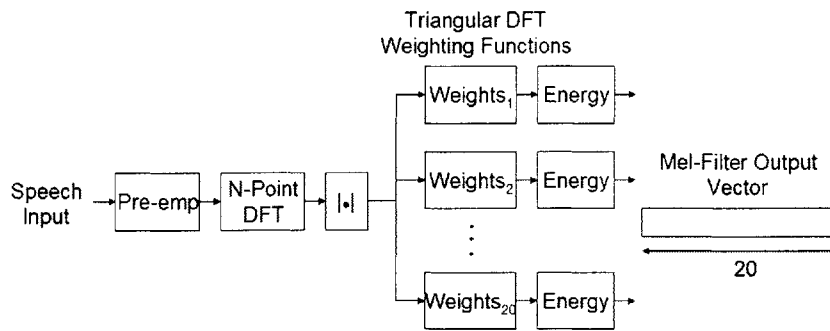 Triangular DFT
Weighting Functions
Weights1 Energy
Mel-Filter Output
Vector
Speech
Input
Pre-emp
N-Point
DFT
|•|
Weights2 Energy
20
Weights20 Energy